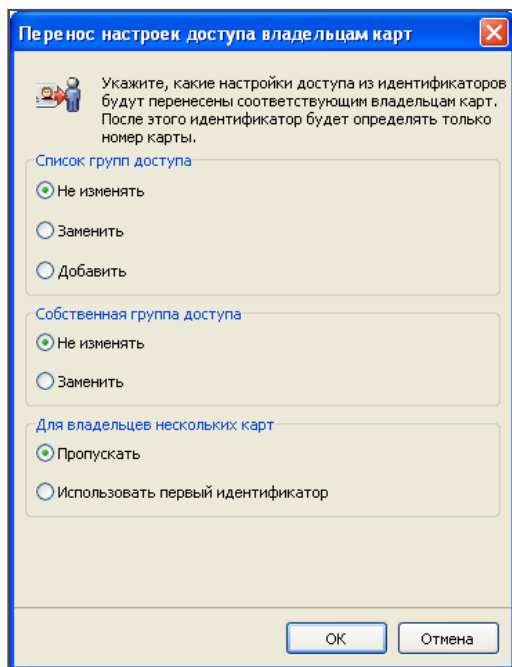 Перенос настроек доступа владельцам карт
Укажите, какие настройки доступа из идентификаторов
будут перенесены соответствующим владельцам карт.
После этого идентификатор будет определять только
номер карты.
Список групп доступа
Не изменять
Заменить
Добавить
Собственная группа доступа
Не изменять
Заменить
Для владельцев нескольких карт
Пропускать
Использовать первый идентификатор
ОК
Отмена